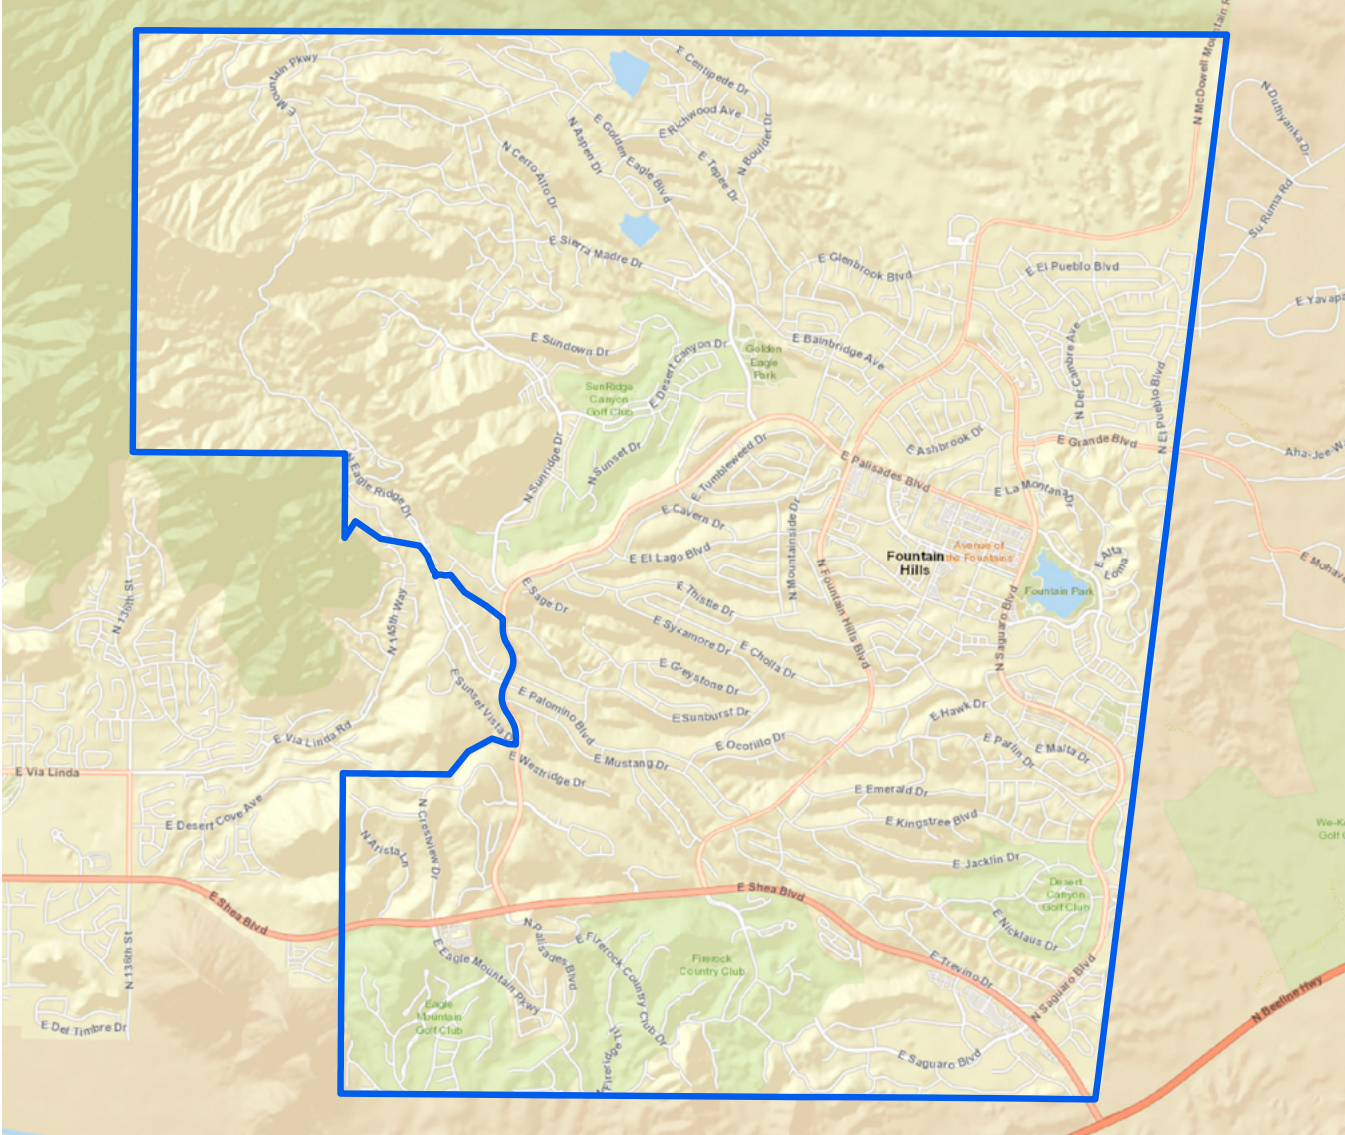 N McDowell Mountain R
E Centipede Dr
E Mountain Pkwy
N Duthyanka Dr
E Richwood Ave
N Aspen Dr
E Golden Eagle Blvd
N Boulder Dr
N Cerro Alto Dr
E Tepee Dr
Su Ruma Rd
E Sierra Madre Dr
E Glenbrook Blvd
E El Pueblo Blvd
E Yavapa
E Sundown Dr
E Desert Canyon Dr
Golden
Eagle
Park
E Bainbridge Ave
N Del Cambre Ave
N El Pueblo Blvd
SunRidge
Canyon
Golf Club
E Ashbrook Dr
E Grande Blvd
Aha-Jee-W
N Sunridge Dr
N Sunset Dr
E Tumbleweed Dr
E Palisades Blvd
N Eagle Ridge Dr
E La Montana Dr
E Cavern Dr
N Mountainside Dr
E El Lago Blvd
Fountain
Hills
Avenue of
the Fountains
E Alta
Loma
E Mohave
Fountain Park
N 136th St
N 145th Way
E Sage Dr
E Thistle Dr
N Fountain Hills Blvd
N Saguaro Blvd
E Sycamore Dr
E Cholla Dr
E Greystone Dr
E Sunset Vista Dr
E Palomino Blvd
E Sunburst Dr
E Hawk Dr
E Via Linda Rd
E Ocotillo Dr
E Parlin Dr
E Malta Dr
E Via Linda
E Westridge Dr
E Mustang Dr
E Emerald Dr
E Desert Cove Ave
N Crestview Dr
E Kingstree Blvd
We-K
Golf C
N Arista Ln
E Jacklin Dr
E Shea Blvd
E Shea Blvd
Desert
Canyon
Golf Club
N Palisades Blvd
E Firerock Country Club Dr
E Nicklaus Dr
N 136th St
E Eagle Mountain Pkwy
Firerock
Country Club
E Trevino Dr
N Saguaro Blvd
N Beeline Hwy
Eagle
Mountain
Golf Club
E Del Timbre Dr
N Fireridge Trl
E Saguaro Blvd